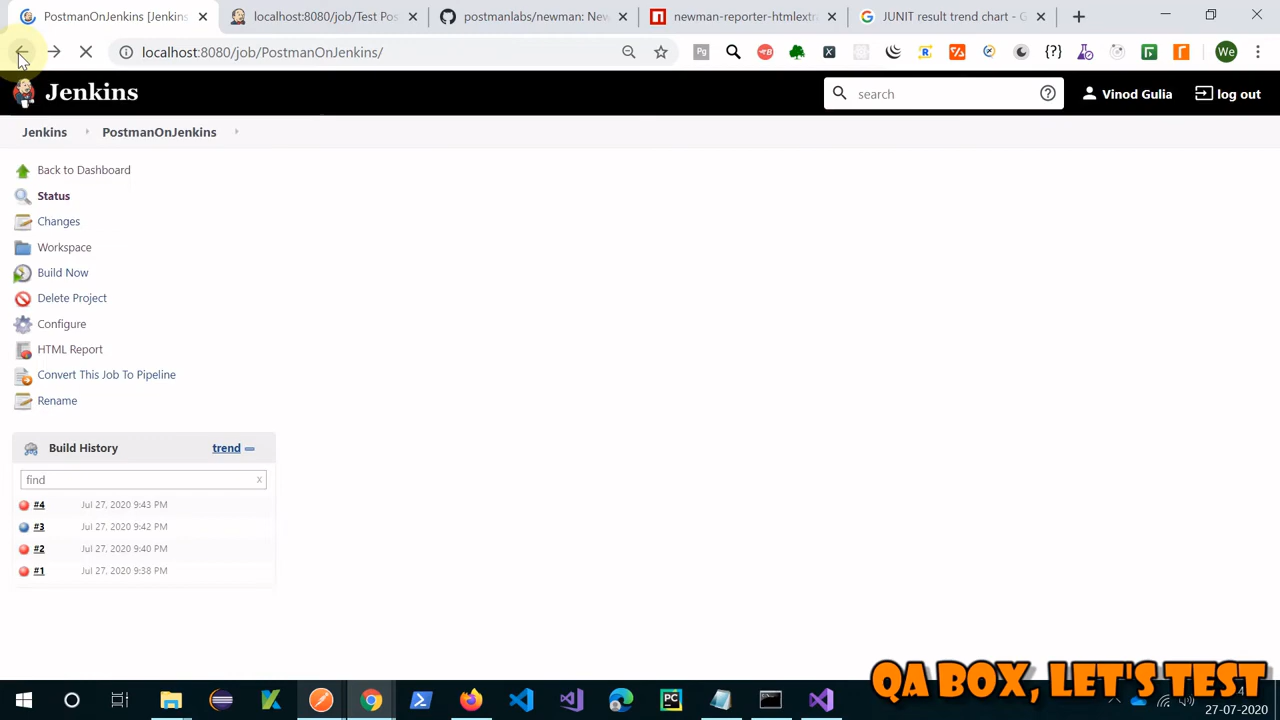 PostmanOnJenkins [Jenkins
localhost:8080/job/Test Pos
postmanlabs/newman: New
newman-reporter-htmlextra
JUNIT result trend chart - G
localhost:8080/job/PostmanOnJenkins/
Pg
We
Jenkins
search
Vinod Gulia
log out
Jenkins
PostmanOnJenkins
Back to Dashboard
Status
Changes
Workspace
Build Now
Delete Project
Configure
HTML Report
Convert This Job To Pipeline
Rename
Build History
trend
find
x
#4 Jul 27, 2020 9:43 PM
#3 Jul 27, 2020 9:42 PM
#2 Jul 27, 2020 9:40 PM
#1 Jul 27, 2020 9:38 PM
QA BOX, LET'S TEST
27-07-2020